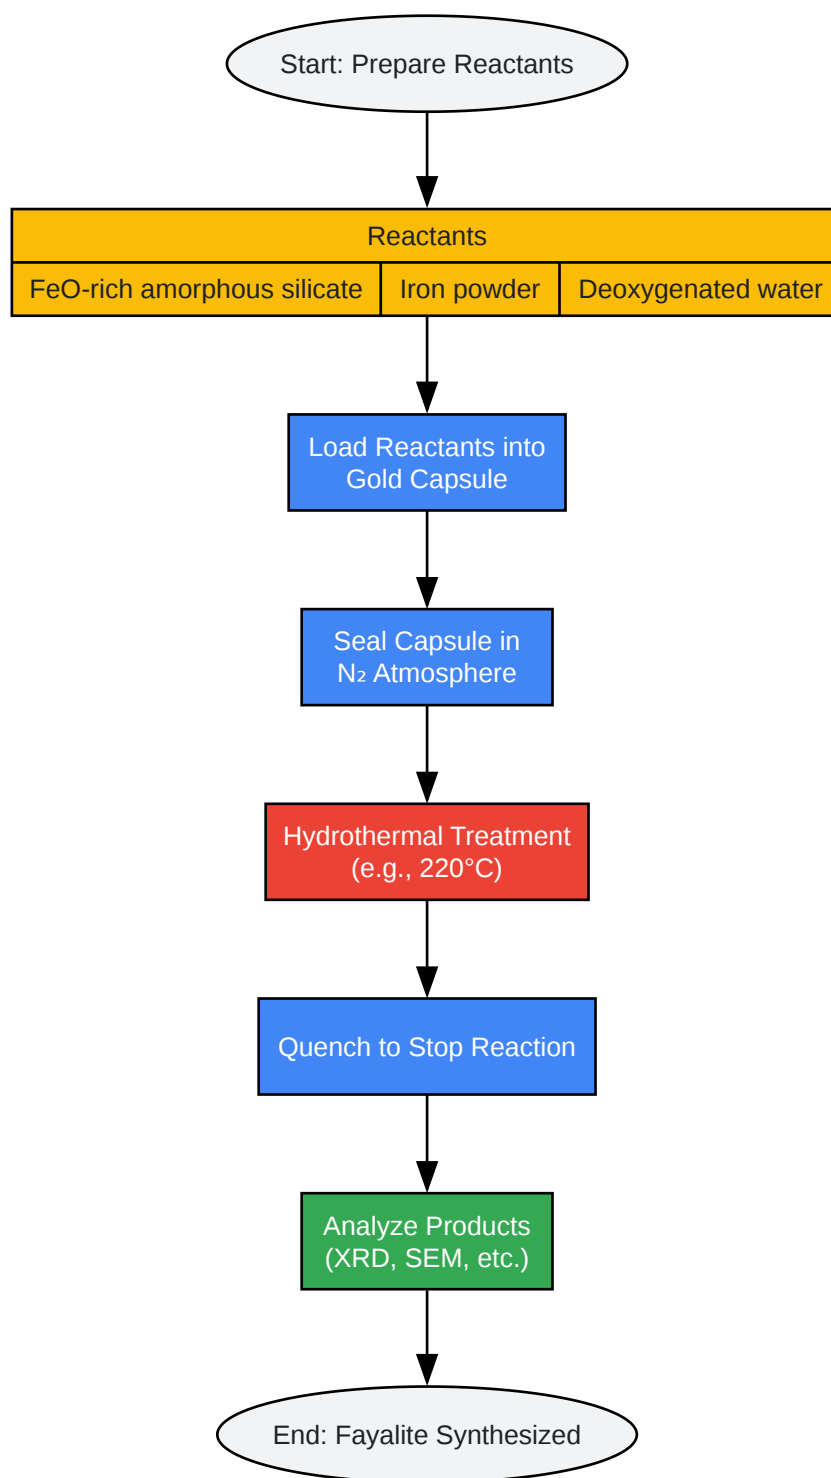 Start: Prepare Reactants
Reactants
FeO-rich amorphous silicate
Iron powder
Deoxygenated water
Load Reactants into
Gold Capsule
Seal Capsule in
N₂ Atmosphere
Hydrothermal Treatment
(e.g., 220°C)
Quench to Stop Reaction
Analyze Products
(XRD, SEM, etc.)
End: Fayalite Synthesized